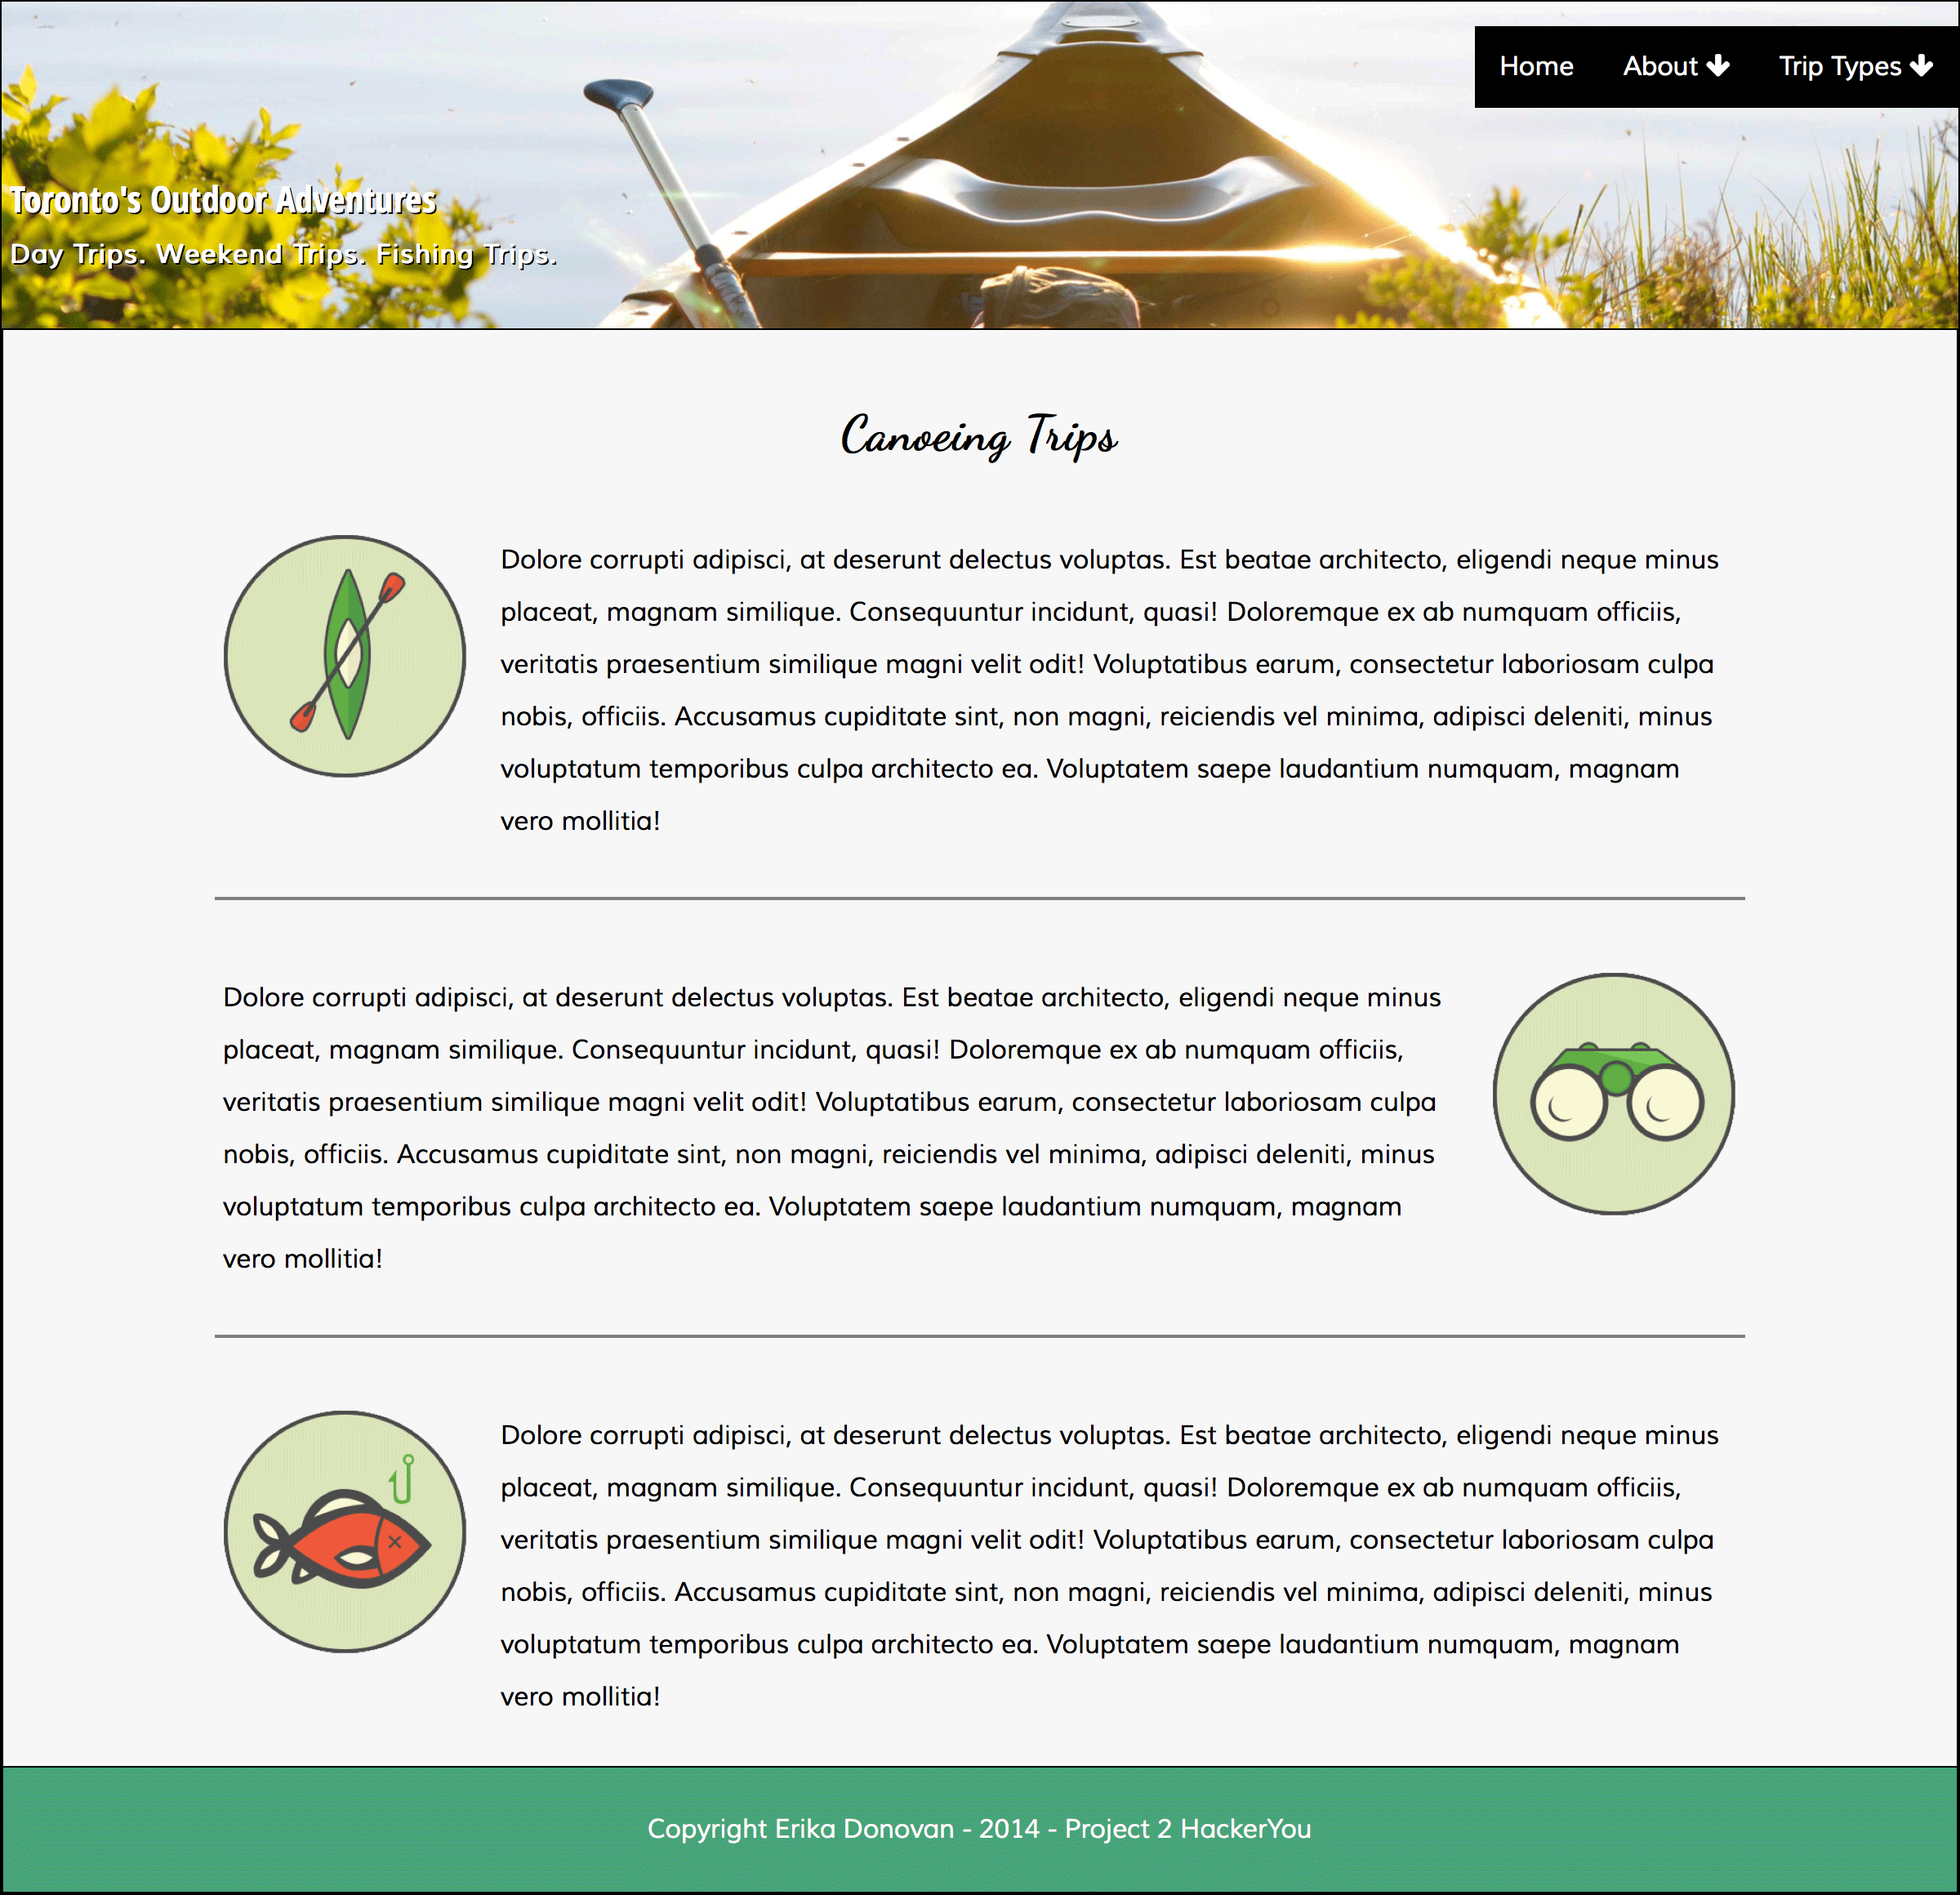 Home About Trip Types
Toronto's Outdoor Adventures
Day Trips. Weekend Trips. Fishing Trips.
Canoeing Trips
Dolore corrupti adipisci, at deserunt delectus voluptas. Est beatae architecto, eligendi neque minus
placeat, magnam similique. Consequuntur incidunt, quasi! Doloremque ex ab numquam officiis,
veritatis praesentium similique magni velit odit! Voluptatibus earum, consectetur laboriosam culpa
nobis, officiis. Accusamus cupiditate sint, non magni, reiciendis vel minima, adipisci deleniti, minus
voluptatum temporibus culpa architecto ea. Voluptatem saepe laudantium numquam, magnam
vero mollitia!
Dolore corrupti adipisci, at deserunt delectus voluptas. Est beatae architecto, eligendi neque minus
placeat, magnam similique. Consequuntur incidunt, quasi! Doloremque ex ab numquam officiis,
veritatis praesentium similique magni velit odit! Voluptatibus earum, consectetur laboriosam culpa
nobis, officiis. Accusamus cupiditate sint, non magni, reiciendis vel minima, adipisci deleniti, minus
voluptatum temporibus culpa architecto ea. Voluptatem saepe laudantium numquam, magnam
vero mollitia!
Dolore corrupti adipisci, at deserunt delectus voluptas. Est beatae architecto, eligendi neque minus
placeat, magnam similique. Consequuntur incidunt, quasi! Doloremque ex ab numquam officiis,
veritatis praesentium similique magni velit odit! Voluptatibus earum, consectetur laboriosam culpa
nobis, officiis. Accusamus cupiditate sint, non magni, reiciendis vel minima, adipisci deleniti, minus
voluptatum temporibus culpa architecto ea. Voluptatem saepe laudantium numquam, magnam
vero mollitia!
Copyright Erika Donovan - 2014 - Project 2 HackerYou